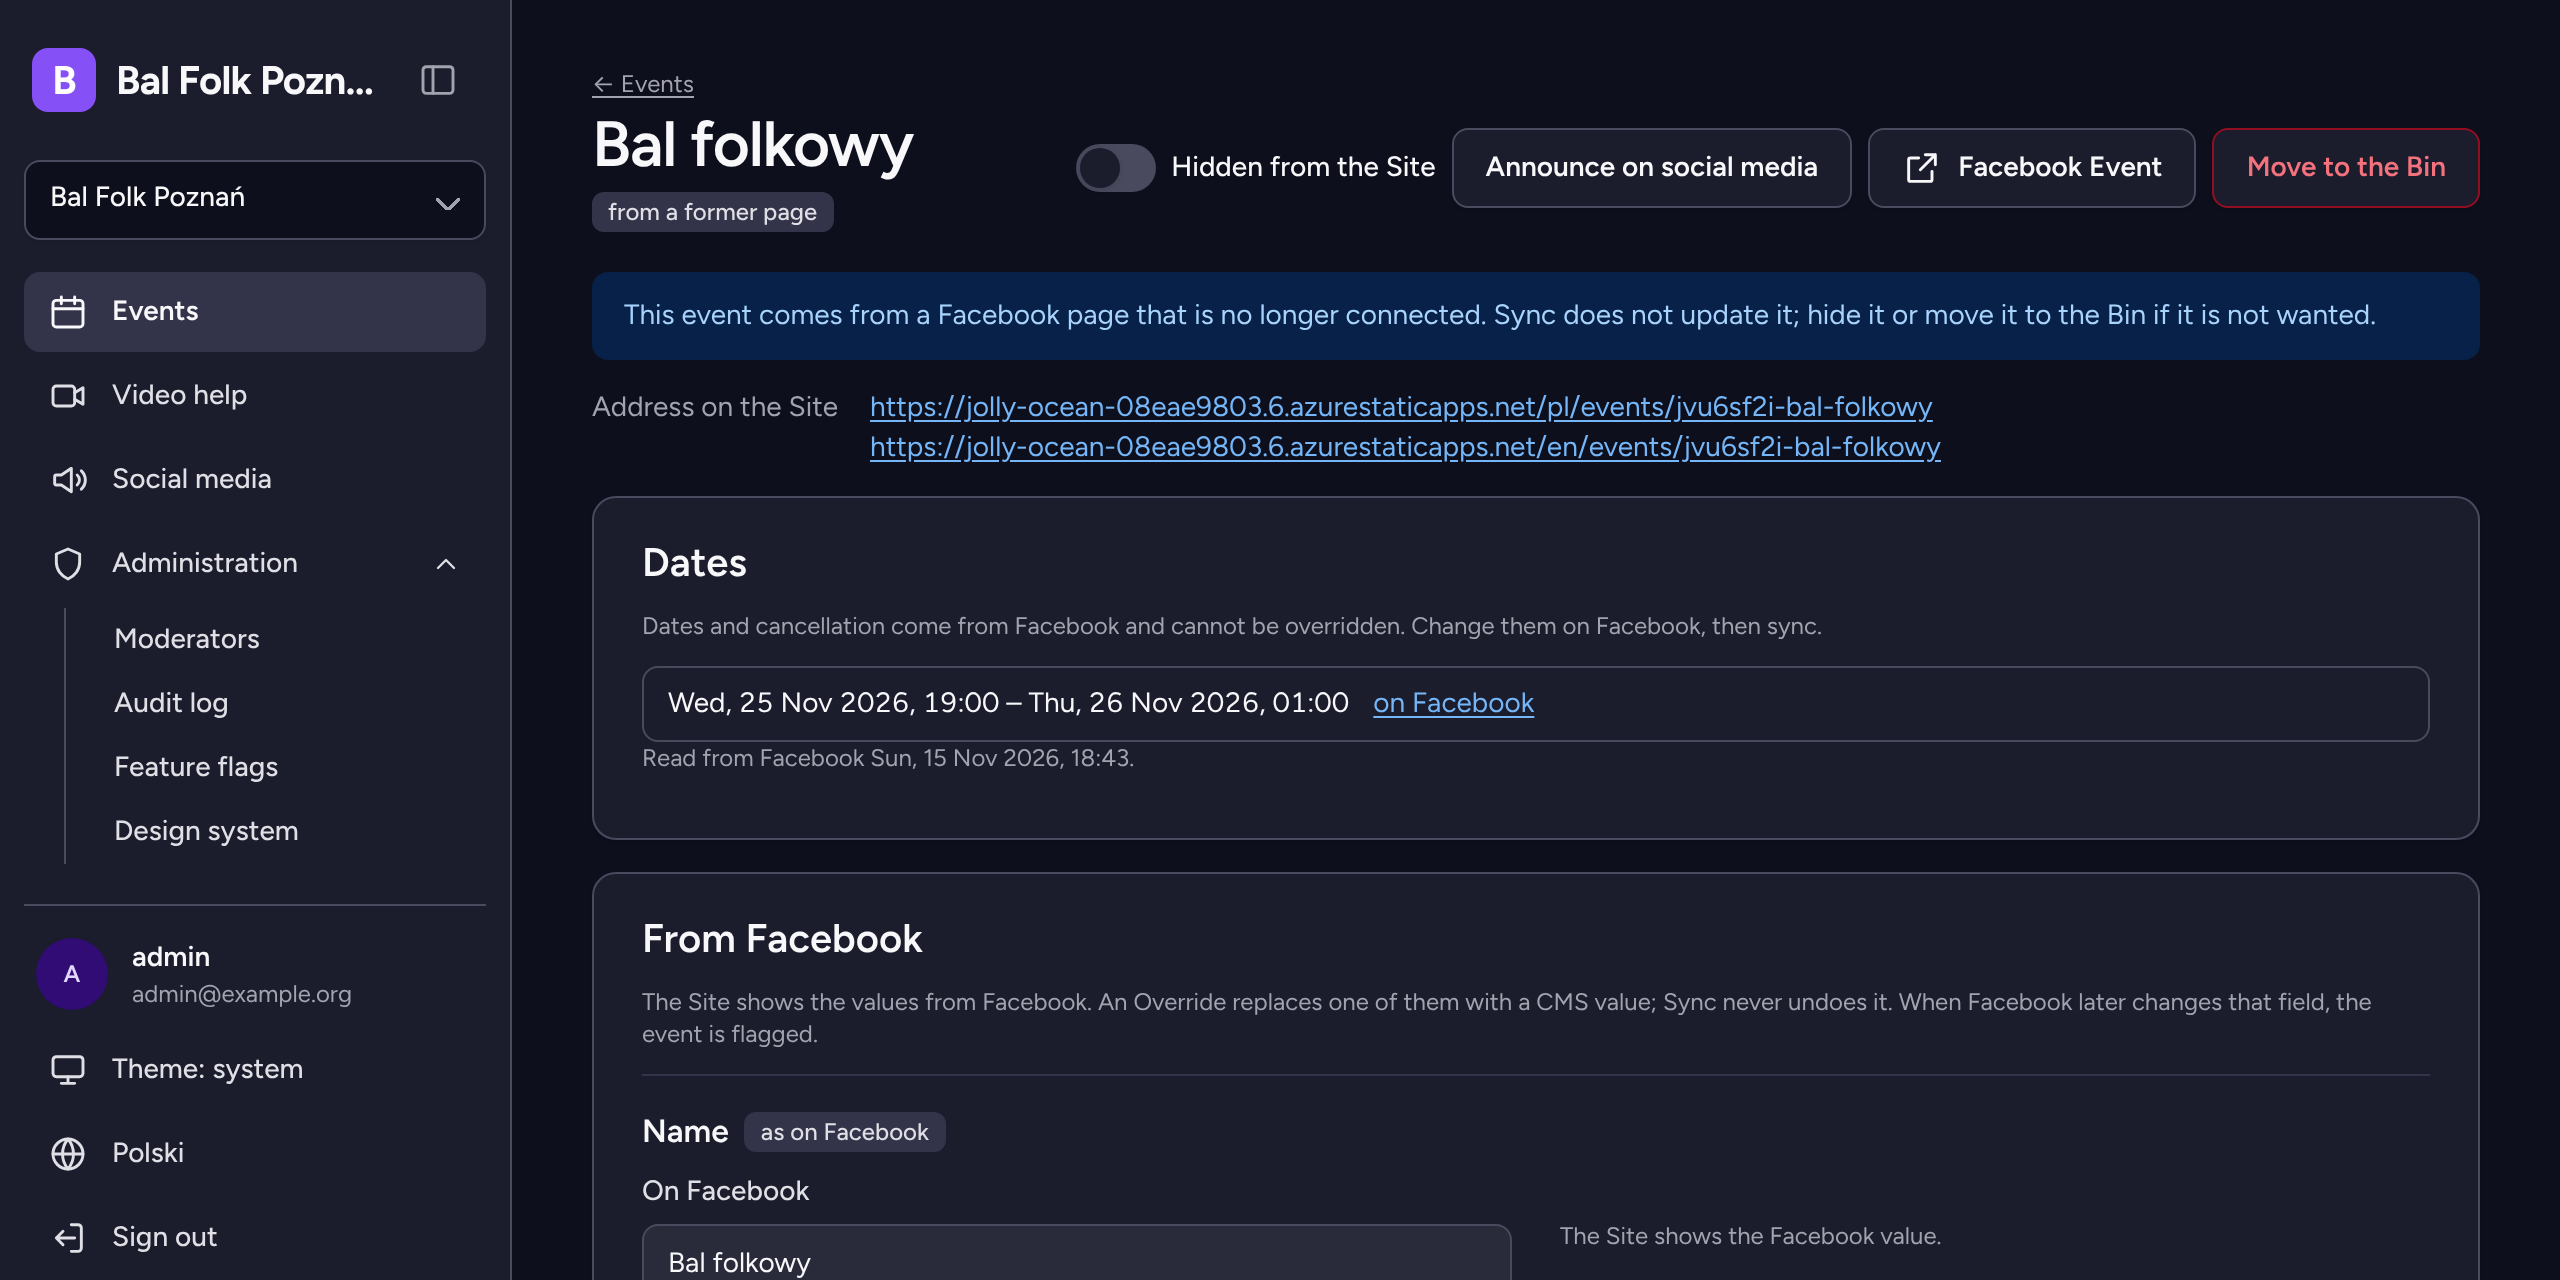 B
Bal Folk Pozn...
Bal Folk Poznań
Events
Video help
Social media
Administration
Moderators
Audit log
Feature flags
Design system
A
admin
admin@example.org
Theme: system
Polski
Sign out
← Events
Bal folkowy
from a former page
Hidden from the Site
Announce on social media
Facebook Event
Move to the Bin
This event comes from a Facebook page that is no longer connected. Sync does not update it; hide it or move it to the Bin if it is not wanted.
Address on the Site
https://jolly-ocean-08eae9803.6.azurestaticapps.net/pl/events/jvu6sf2i-bal-folkowy
https://jolly-ocean-08eae9803.6.azurestaticapps.net/en/events/jvu6sf2i-bal-folkowy
Dates
Dates and cancellation come from Facebook and cannot be overridden. Change them on Facebook, then sync.
Wed, 25 Nov 2026, 19:00 – Thu, 26 Nov 2026, 01:00 on Facebook
Read from Facebook Sun, 15 Nov 2026, 18:43.
From Facebook
The Site shows the values from Facebook. An Override replaces one of them with a CMS value; Sync never undoes it. When Facebook later changes that field, the
event is flagged.
Name as on Facebook
On Facebook
Bal folkowy
The Site shows the Facebook value.